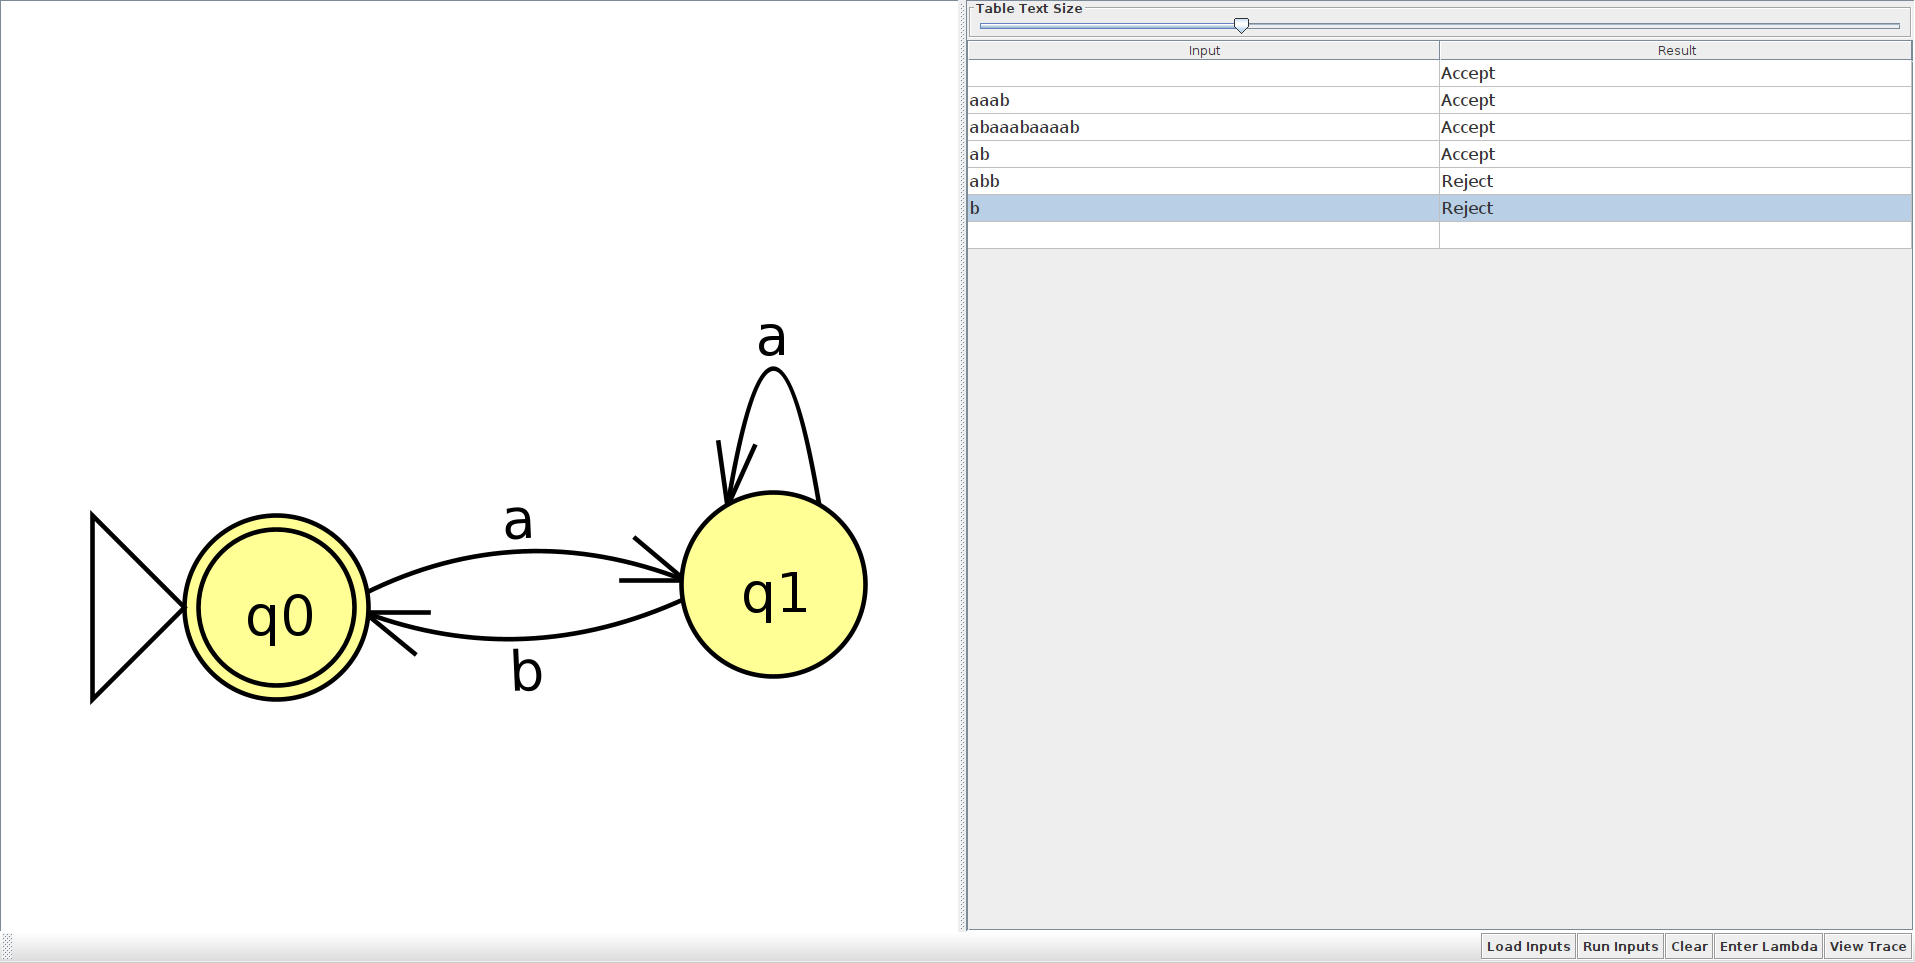 Table Text Size
Input Result
Accept
aaab Accept
abaaabaaaab Accept
ab Accept
abb Reject
b Reject
a
a
q0
q1
b
Load Inputs Run Inputs Clear Enter Lambda View Trace